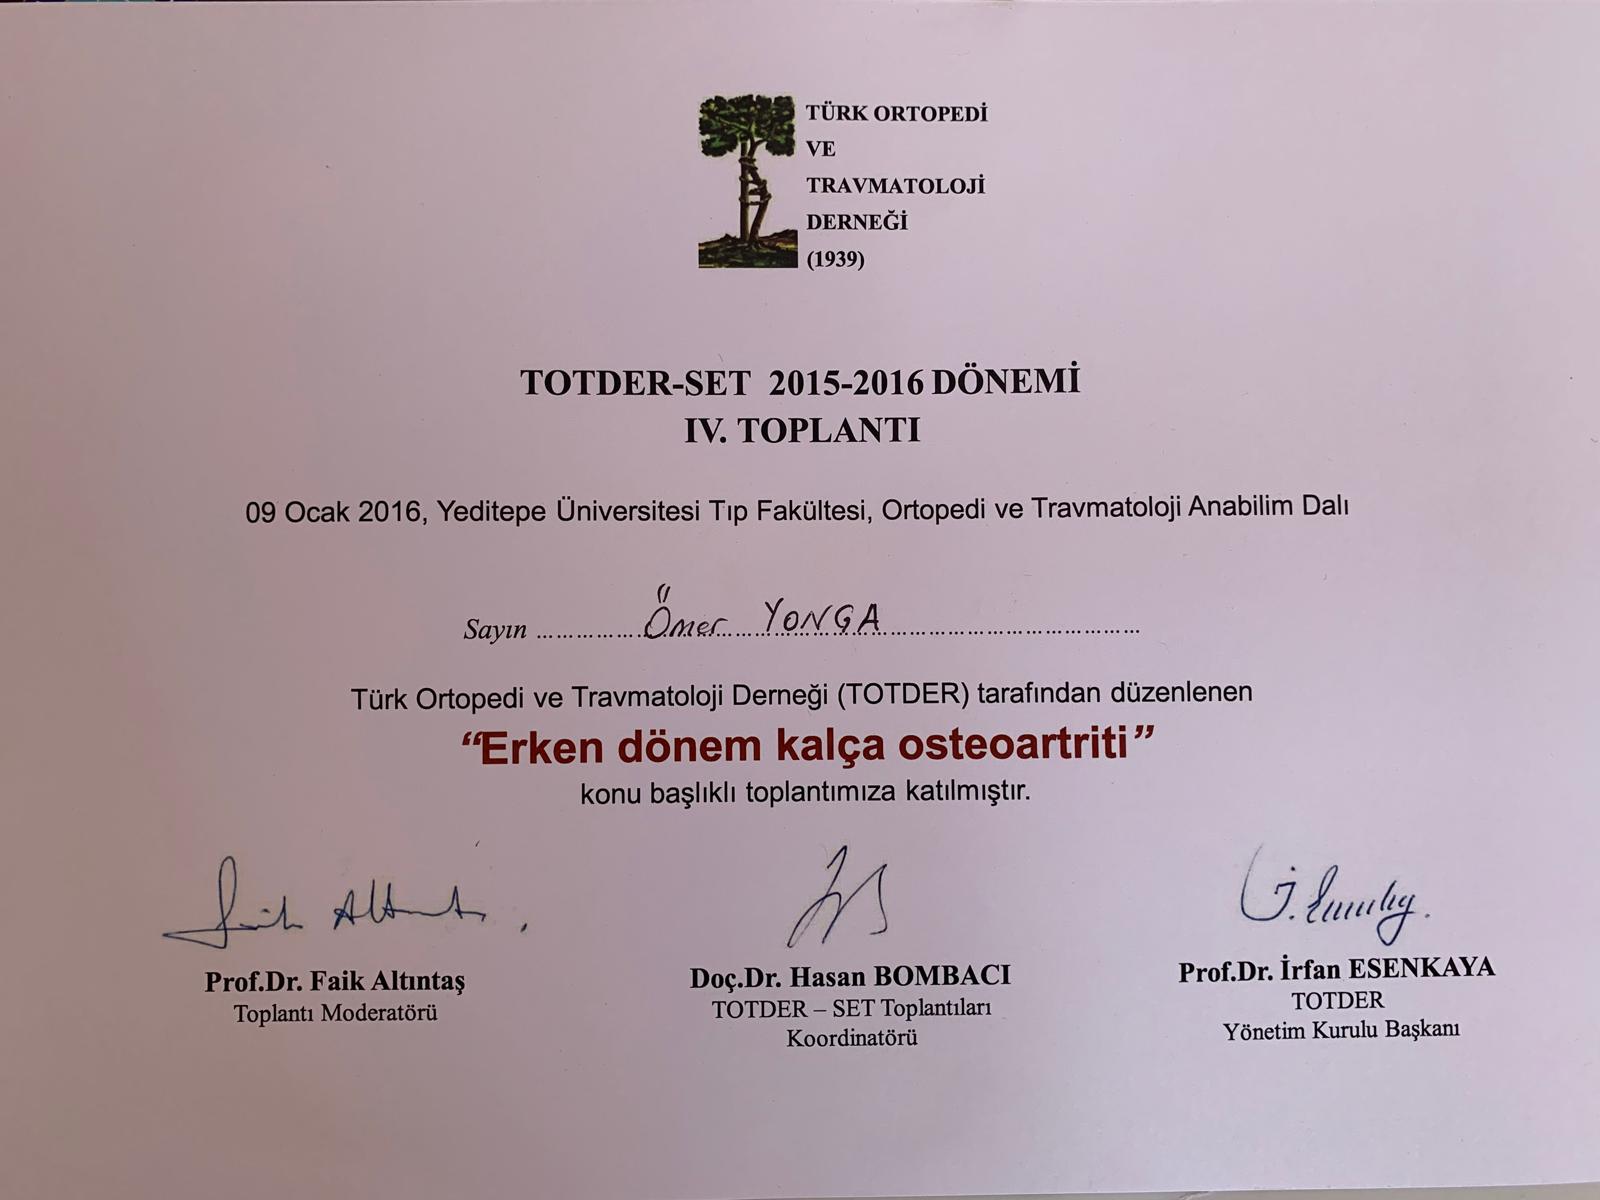 TÜRK ORTOPEDİ
VE
TRAVMATOLOJİ
DERNEĞİ
(1939)
TOTDER-SET 2015-2016 DÖNEMİ
IV. TOPLANTI
09 Ocak 2016, Yeditepe Üniversitesi Tıp Fakültesi, Ortopedi ve Travmatoloji Anabilim Dalı
Sayın ................Ömer....YONGA........................................
Türk Ortopedi ve Travmatoloji Derneği (TOTDER) tarafından düzenlenen
“Erken dönem kalça osteoartriti”
konu başlıklı toplantımıza katılmıştır.
Faik Altıntaş
Prof.Dr. Faik Altıntaş
Toplantı Moderatörü
Doç.Dr. Hasan BOMBACI
TOTDER – SET Toplantıları
Koordinatörü
Prof.Dr. İrfan ESENKAYA
TOTDER
Yönetim Kurulu Başkanı